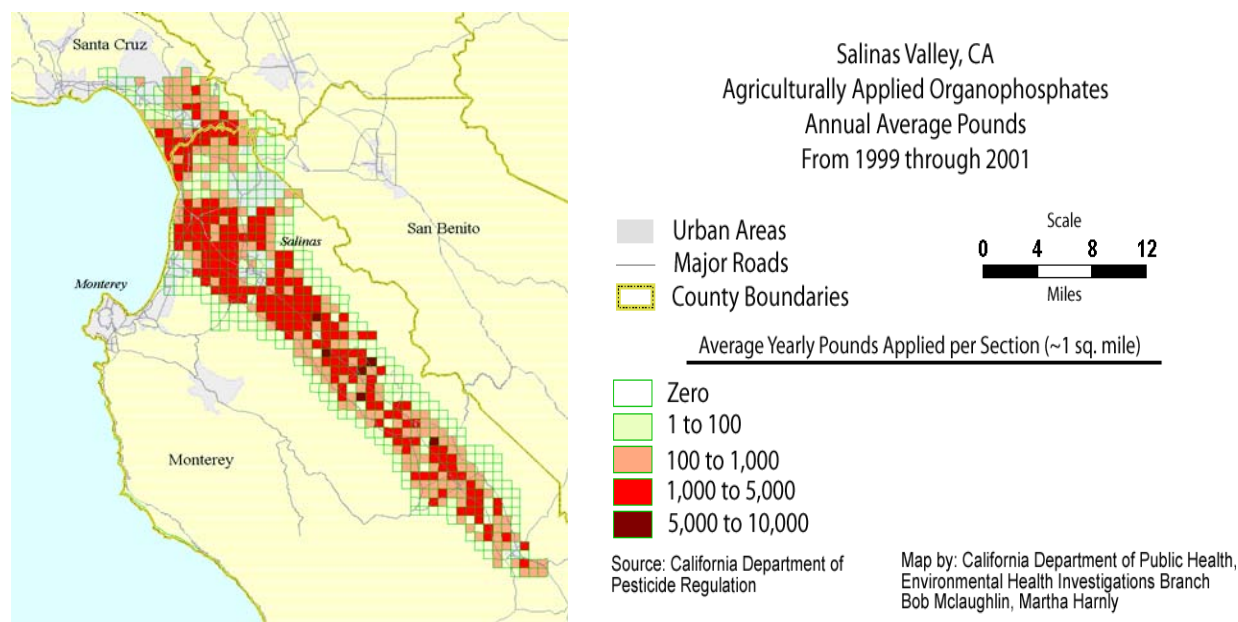 Santa Cruz
San Benito
Salinas
Monterey
Monterey
Salinas Valley, CA
Agriculturally Applied Organophosphates
Annual Average Pounds
From 1999 through 2001
Urban Areas
Major Roads
County Boundaries
Scale
0 4 8 12
Miles
Average Yearly Pounds Applied per Section (~1 sq. mile)
Zero
1 to 100
100 to 1,000
1,000 to 5,000
5,000 to 10,000
Source: California Department of
Pesticide Regulation
Map by: California Department of Public Health,
Environmental Health Investigations Branch
Bob Mclaughlin, Martha Harnly